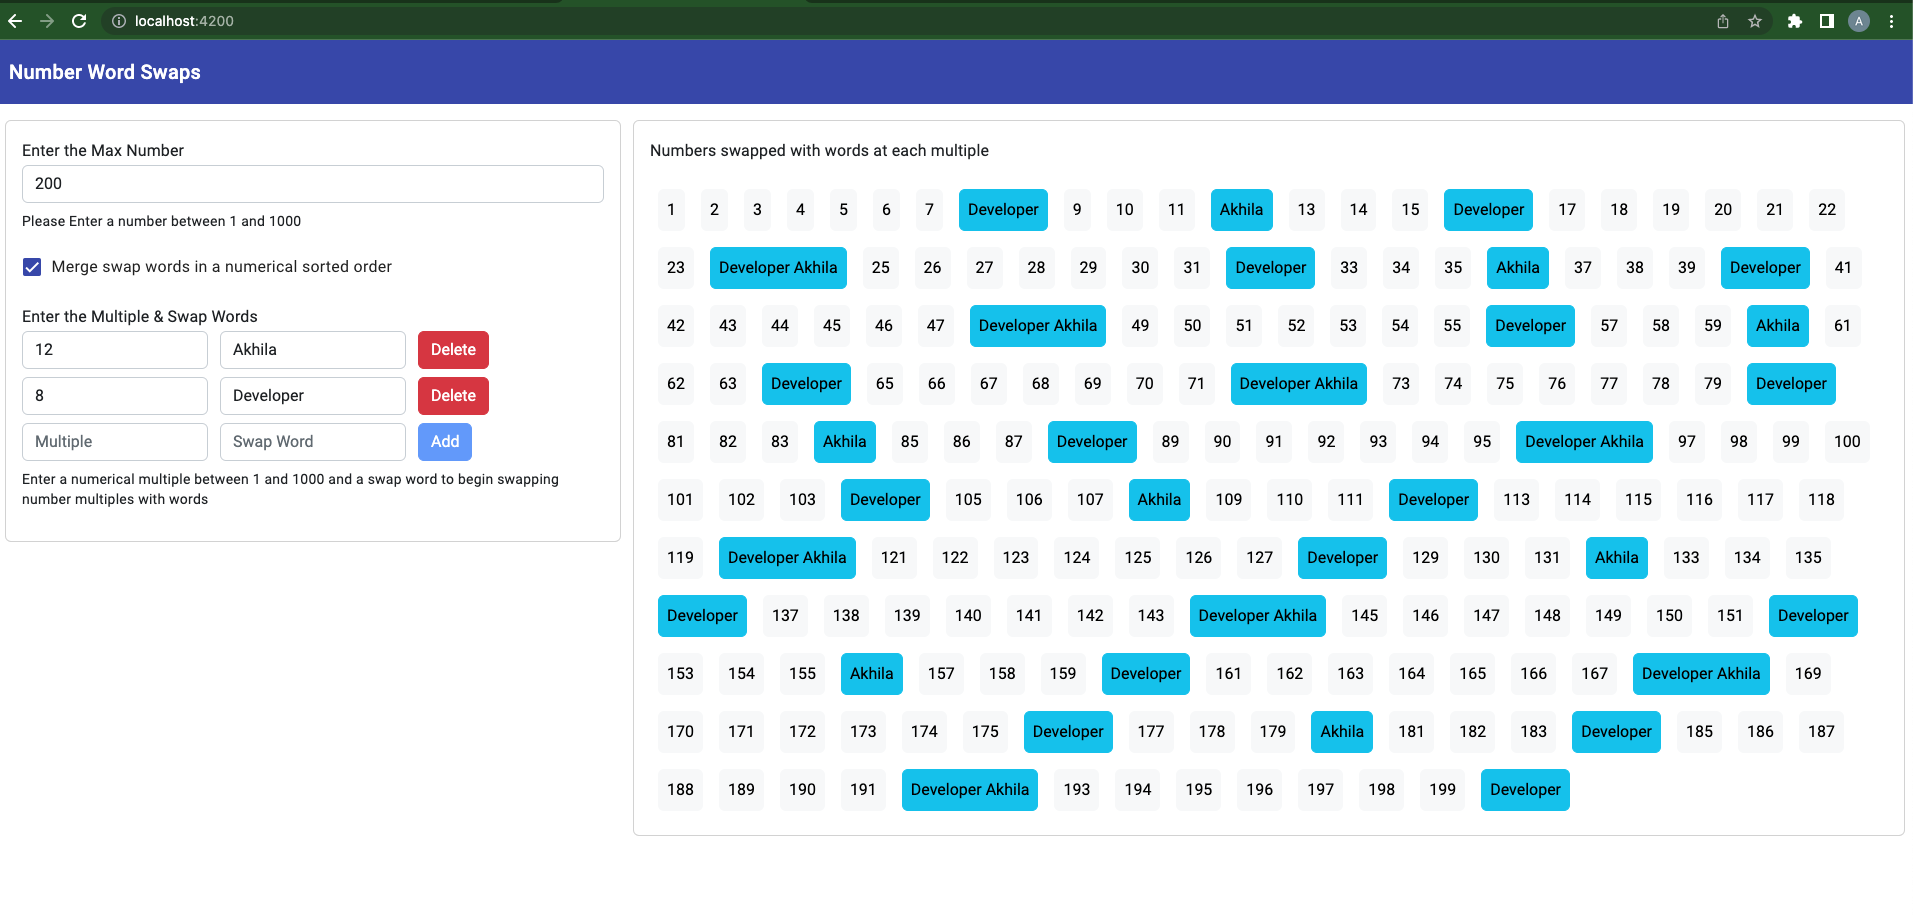 localhost:4200
A
Number Word Swaps
Enter the Max Number
200
Please Enter a number between 1 and 1000
Merge swap words in a numerical sorted order
Enter the Multiple & Swap Words
12 Akhila Delete
8 Developer Delete
Multiple Swap Word Add
Enter a numerical multiple between 1 and 1000 and a swap word to begin swapping
number multiples with words
Numbers swapped with words at each multiple
1 2 3 4 5 6 7 Developer 9 10 11 Akhila 13 14 15 Developer 17 18 19 20 21 22
23 Developer Akhila 25 26 27 28 29 30 31 Developer 33 34 35 Akhila 37 38 39 Developer 41
42 43 44 45 46 47 Developer Akhila 49 50 51 52 53 54 55 Developer 57 58 59 Akhila 61
62 63 Developer 65 66 67 68 69 70 71 Developer Akhila 73 74 75 76 77 78 79 Developer
81 82 83 Akhila 85 86 87 Developer 89 90 91 92 93 94 95 Developer Akhila 97 98 99 100
101 102 103 Developer 105 106 107 Akhila 109 110 111 Developer 113 114 115 116 117 118
119 Developer Akhila 121 122 123 124 125 126 127 Developer 129 130 131 Akhila 133 134 135
Developer 137 138 139 140 141 142 143 Developer Akhila 145 146 147 148 149 150 151 Developer
153 154 155 Akhila 157 158 159 Developer 161 162 163 164 165 166 167 Developer Akhila 169
170 171 172 173 174 175 Developer 177 178 179 Akhila 181 182 183 Developer 185 186 187
188 189 190 191 Developer Akhila 193 194 195 196 197 198 199 Developer